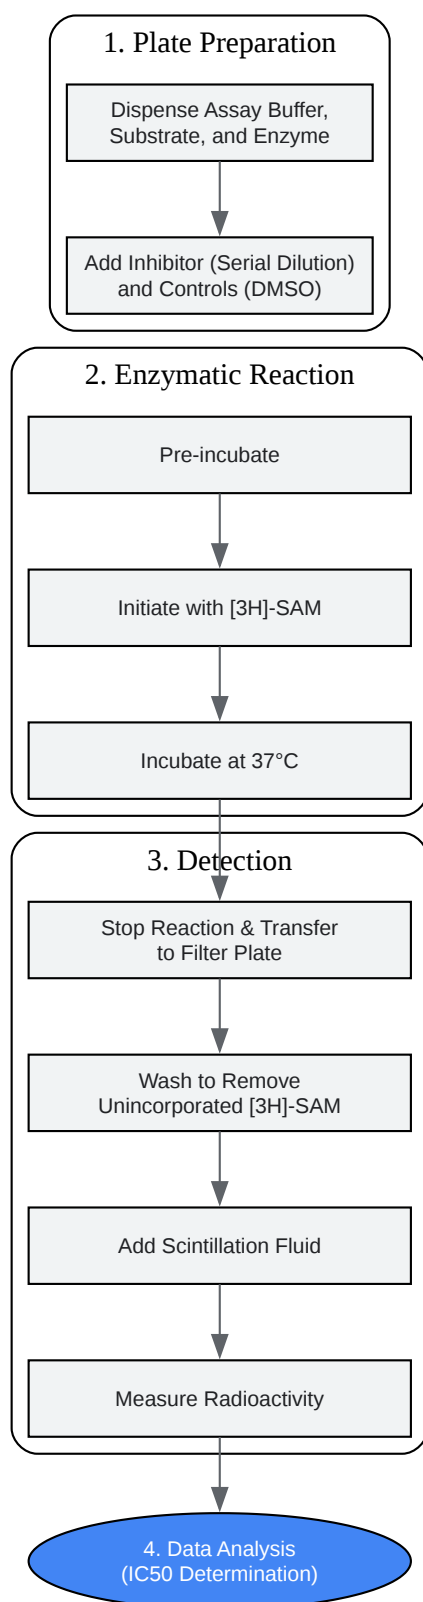 1. Plate Preparation
Dispense Assay Buffer,
Substrate, and Enzyme
Add Inhibitor (Serial Dilution)
and Controls (DMSO)
2. Enzymatic Reaction
Pre-incubate
Initiate with [3H]-SAM
Incubate at 37°C
3. Detection
Stop Reaction & Transfer
to Filter Plate
Wash to Remove
Unincorporated [3H]-SAM
Add Scintillation Fluid
Measure Radioactivity
4. Data Analysis
(IC50 Determination)